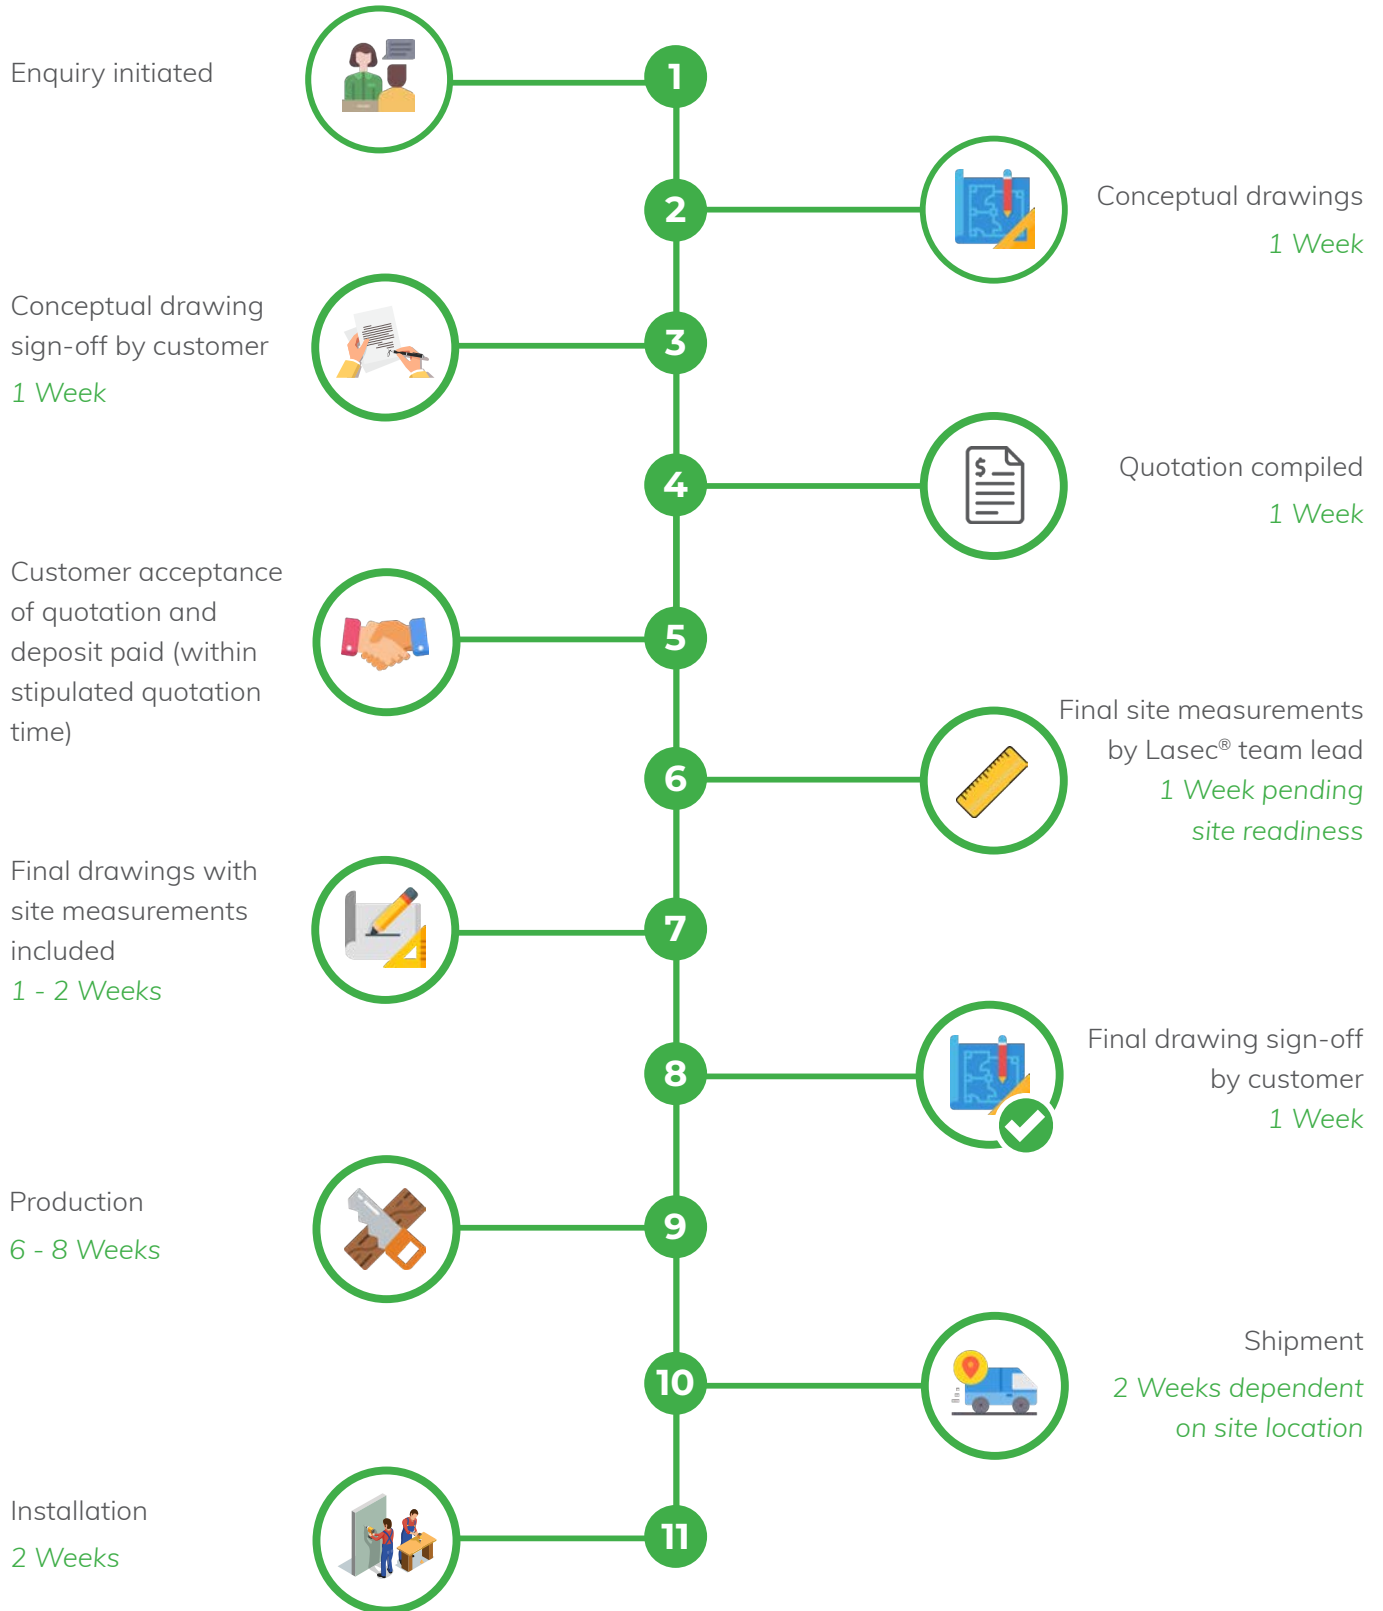 Enquiry initiated
1
2
Conceptual drawings
1 Week
Conceptual drawing
sign-off by customer
1 Week
3
4
$
Quotation compiled
1 Week
Customer acceptance
of quotation and
deposit paid (within
stipulated quotation
time)
5
6
Final site measurements
by Lasec® team lead
1 Week pending
site readiness
Final drawings with
site measurements
included
1 - 2 Weeks
7
8
Final drawing sign-off
by customer
1 Week
Production
6 - 8 Weeks
9
10
Shipment
2 Weeks dependent
on site location
Installation
2 Weeks
11